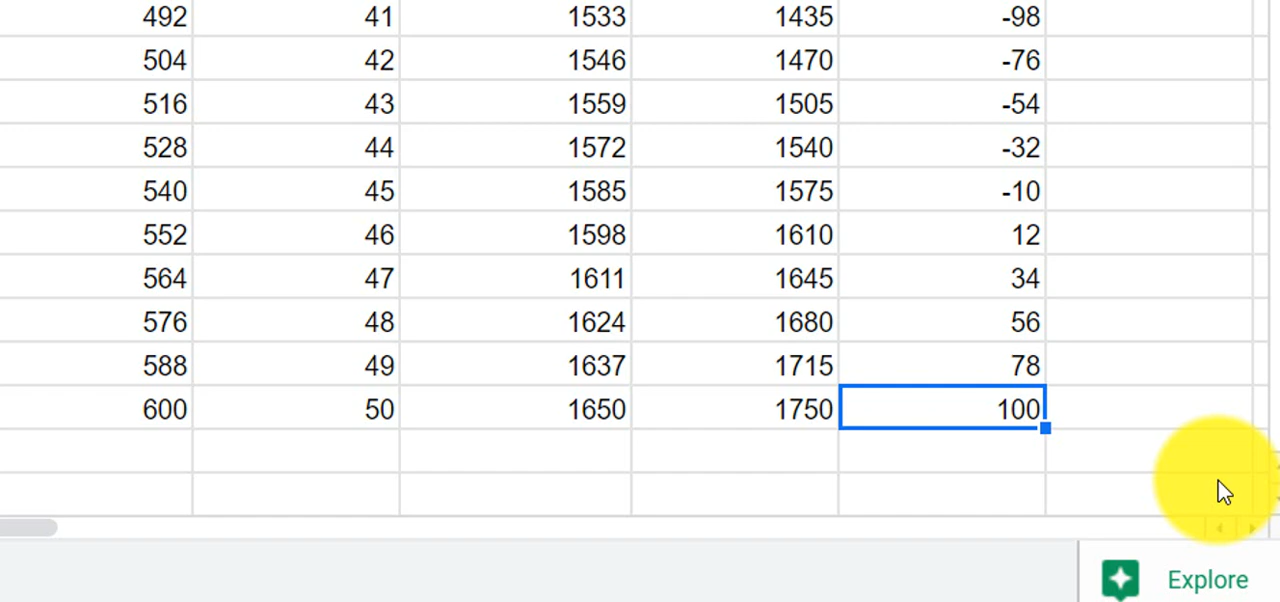 492 41 1533 1435 -98
504 42 1546 1470 -76
516 43 1559 1505 -54
528 44 1572 1540 -32
540 45 1585 1575 -10
552 46 1598 1610 12
564 47 1611 1645 34
576 48 1624 1680 56
588 49 1637 1715 78
600 50 1650 1750 100
Explore